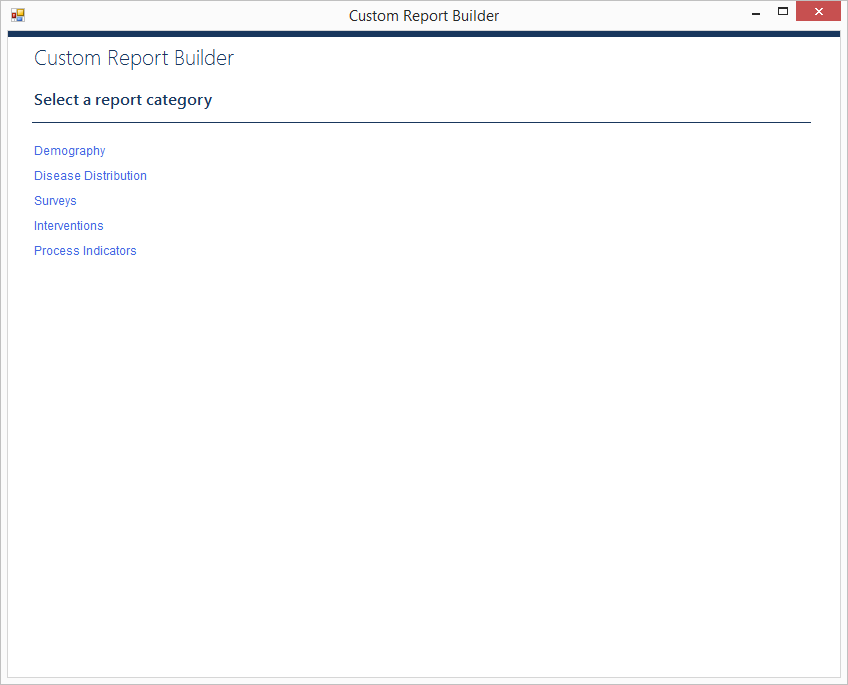 Custom Report Builder
Custom Report Builder
Select a report category
Demography
Disease Distribution
Surveys
Interventions
Process Indicators